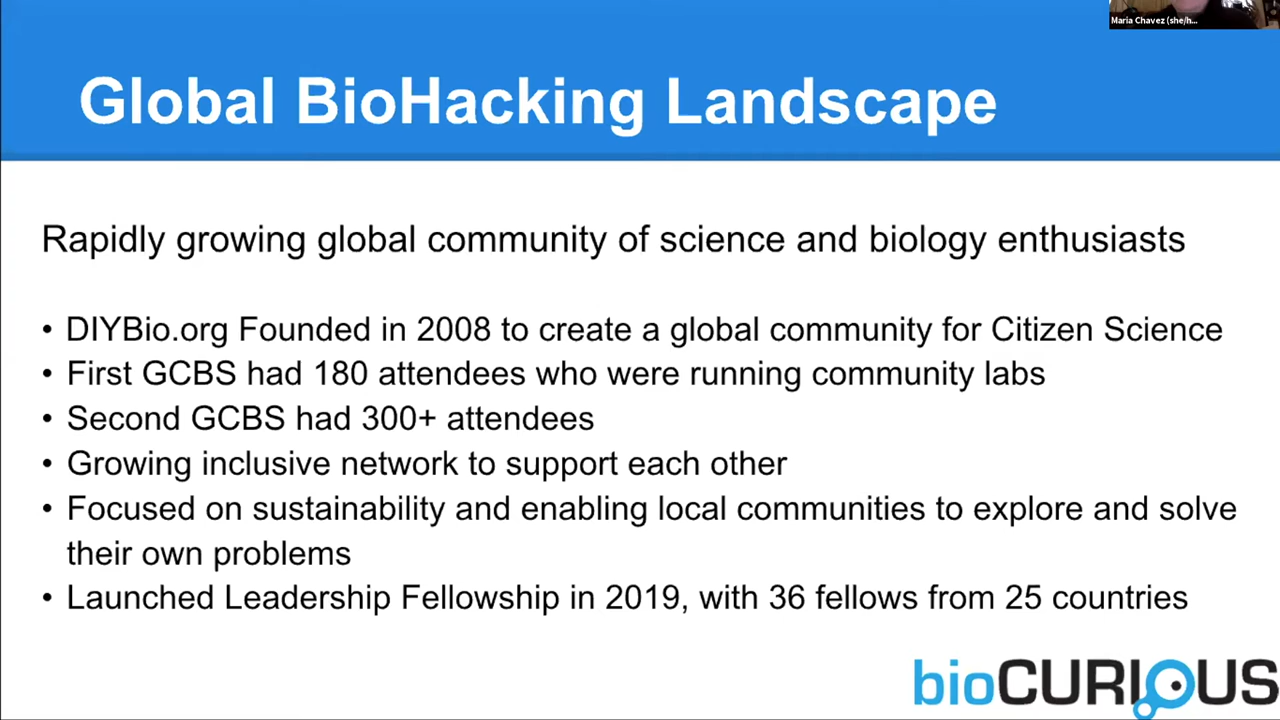 Maria Chavez (she/h...
Global BioHacking Landscape
Rapidly growing global community of science and biology enthusiasts
• DIYBio.org Founded in 2008 to create a global community for Citizen Science
• First GCBS had 180 attendees who were running community labs
• Second GCBS had 300+ attendees
• Growing inclusive network to support each other
• Focused on sustainability and enabling local communities to explore and solve
their own problems
• Launched Leadership Fellowship in 2019, with 36 fellows from 25 countries
bioCURIOUS